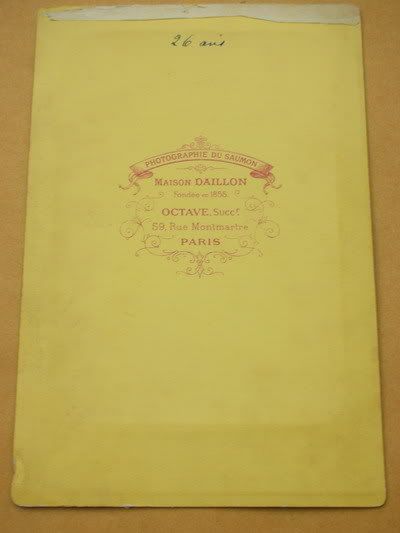 26 ans
PHOTOGRAPHIE DU SAUMON
MAISON DAILLON
Fondée en 1855.
OCTAVE, Succr.
59, Rue Montmartre
PARIS